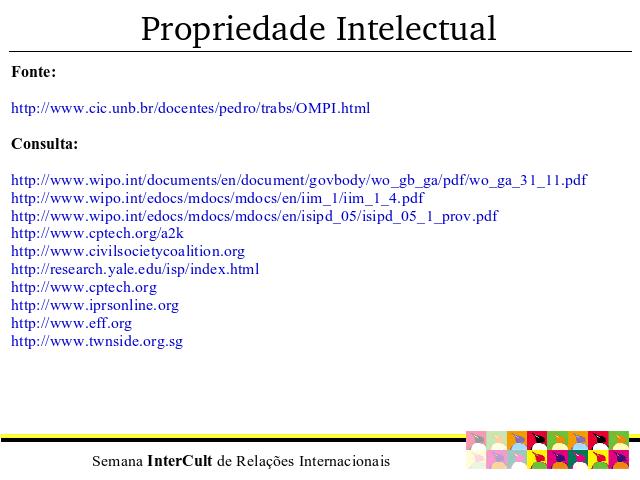 Propriedade Intelectual
Fonte:
http://www.cic.unb.br/docentes/pedro/trabs/OMPI.html
Consulta:
http://www.wipo.int/documents/en/document/govbody/wo_gb_ga/pdf/wo_ga_31_11.pdf
http://www.wipo.int/edocs/mdocs/mdocs/en/iim_1/iim_1_4.pdf
http://www.wipo.int/edocs/mdocs/mdocs/en/isipd_05/isipd_05_1_prov.pdf
http://www.cptech.org/a2k
http://www.civilsocietycoalition.org
http://research.yale.edu/isp/index.html
http://www.cptech.org
http://www.iprsonline.org
http://www.eff.org
http://www.twnside.org.sg
Semana InterCult de Relações Internacionais